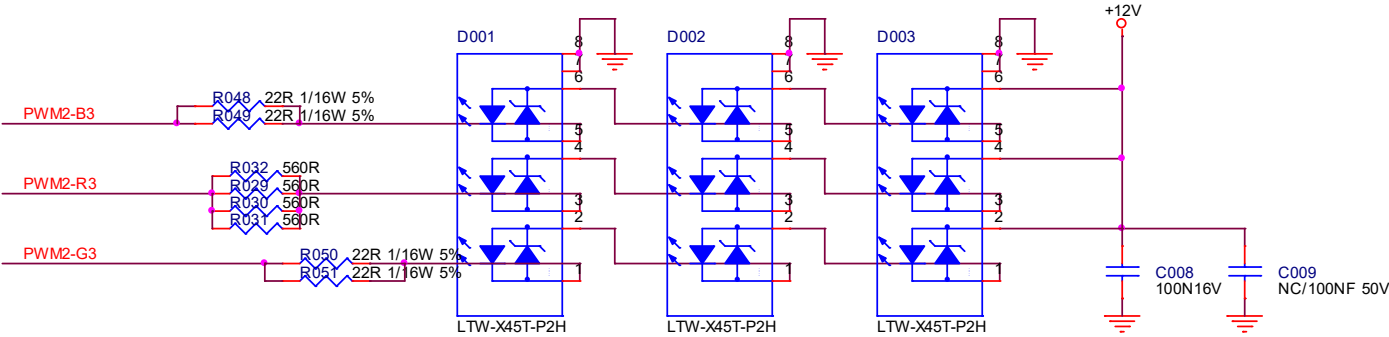 +12V
D001
D002
D003
8
7
6
5
4
3
2
1
8
7
6
5
4
3
2
1
8
7
6
5
4
3
2
1
PWM2-B3
R048 22R 1/16W 5%
R049 22R 1/16W 5%
PWM2-R3
R032 560R
R029 560R
R030 560R
R031 560R
PWM2-G3
R050 22R 1/16W 5%
R051 22R 1/16W 5%
LTW-X45T-P2H
LTW-X45T-P2H
LTW-X45T-P2H
C008
100N16V
C009
NC/100NF 50V